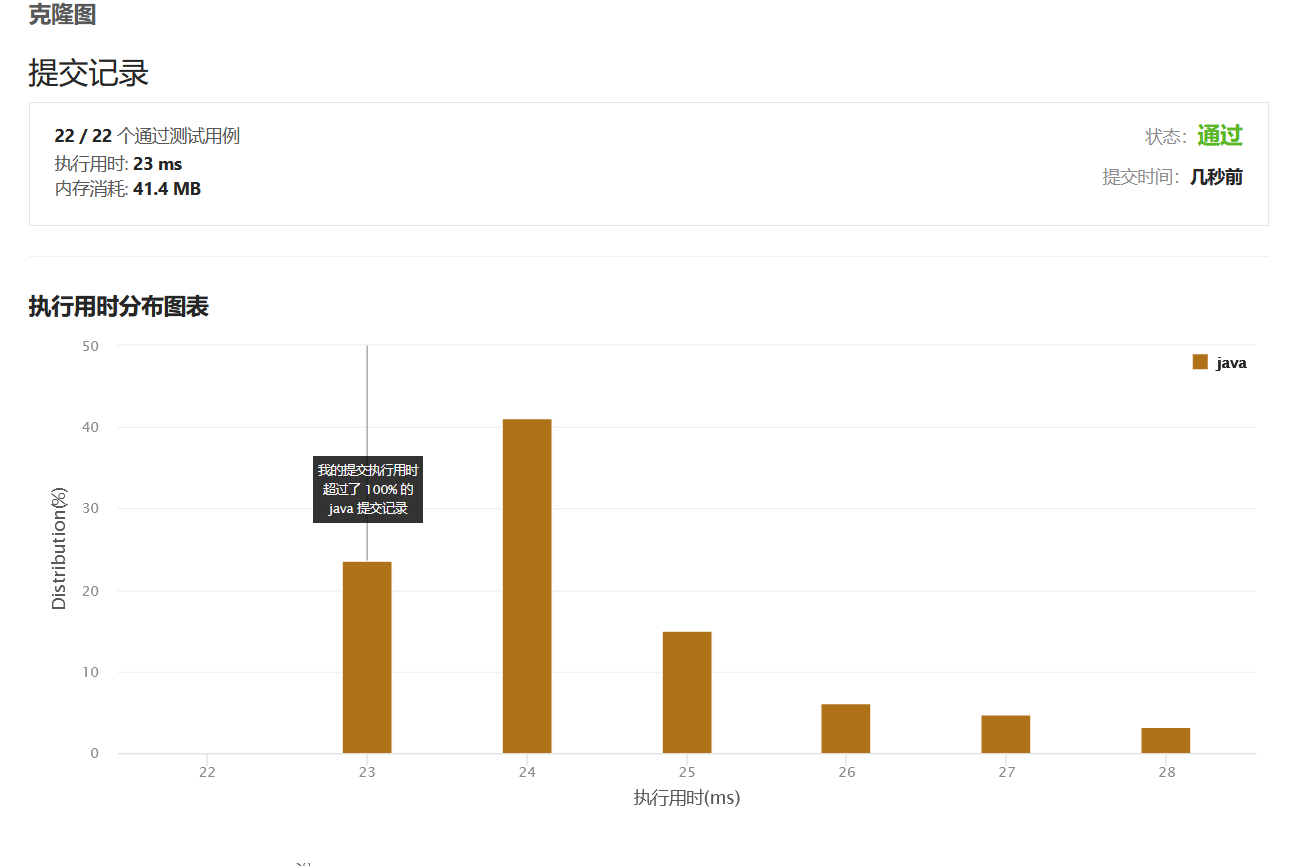 克隆图
提交记录
22 / 22 个通过测试用例
状态：通过
执行用时: 23 ms
提交时间：几秒前
内存消耗: 41.4 MB
执行用时分布图表
java
50
40
30
20
10
0
Distribution(%)
我的提交执行用时
超过了 100% 的
java 提交记录
22 23 24 25 26 27 28
执行用时(ms)